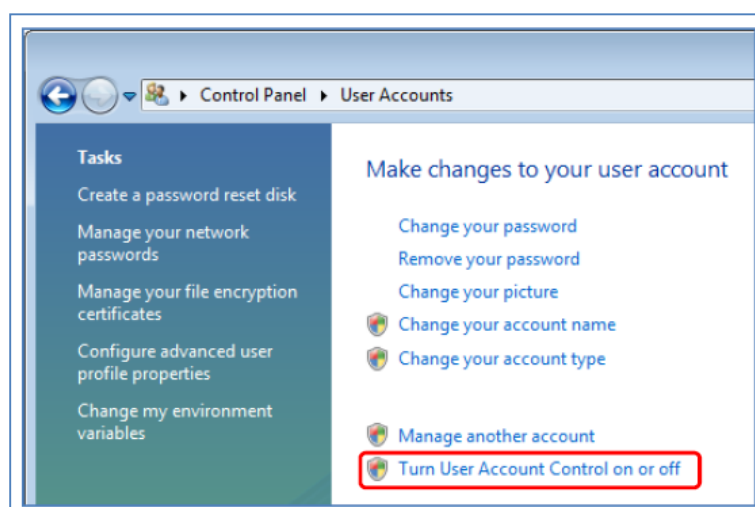 Control Panel User Accounts
Tasks
Create a password reset disk
Manage your network
passwords
Manage your file encryption
certificates
Configure advanced user
profile properties
Change my environment
variables
Make changes to your user account
Change your password
Remove your password
Change your picture
Change your account name
Change your account type
Manage another account
Turn User Account Control on or off